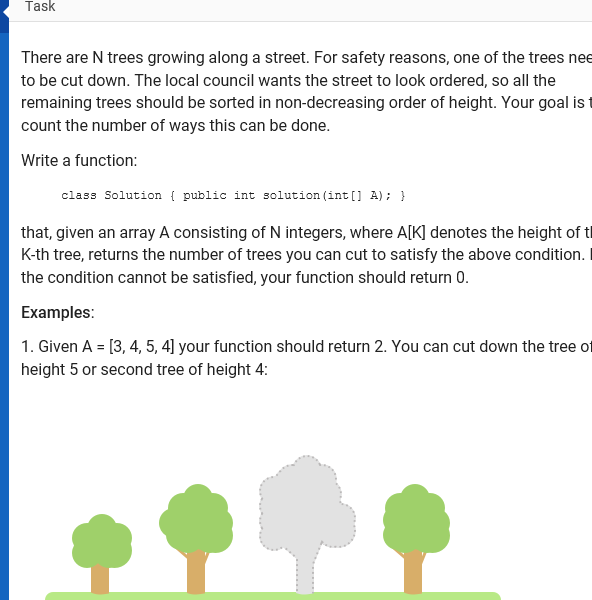 Task
There are N trees growing along a street. For safety reasons, one of the trees
to be cut down. The local council wants the street to look ordered, so all the
remaining trees should be sorted in non-decreasing order of height. Your goal is
count the number of ways this can be done.
Write a function:
class Solution { public int solution(int[] A); }
that, given an array A consisting of N integers, where A[K] denotes the height of
K-th tree, returns the number of trees you can cut to satisfy the above condition.
the condition cannot be satisfied, your function should return 0.
Examples:
1. Given A = [3, 4, 5, 4] your function should return 2. You can cut down the tree of
height 5 or second tree of height 4: